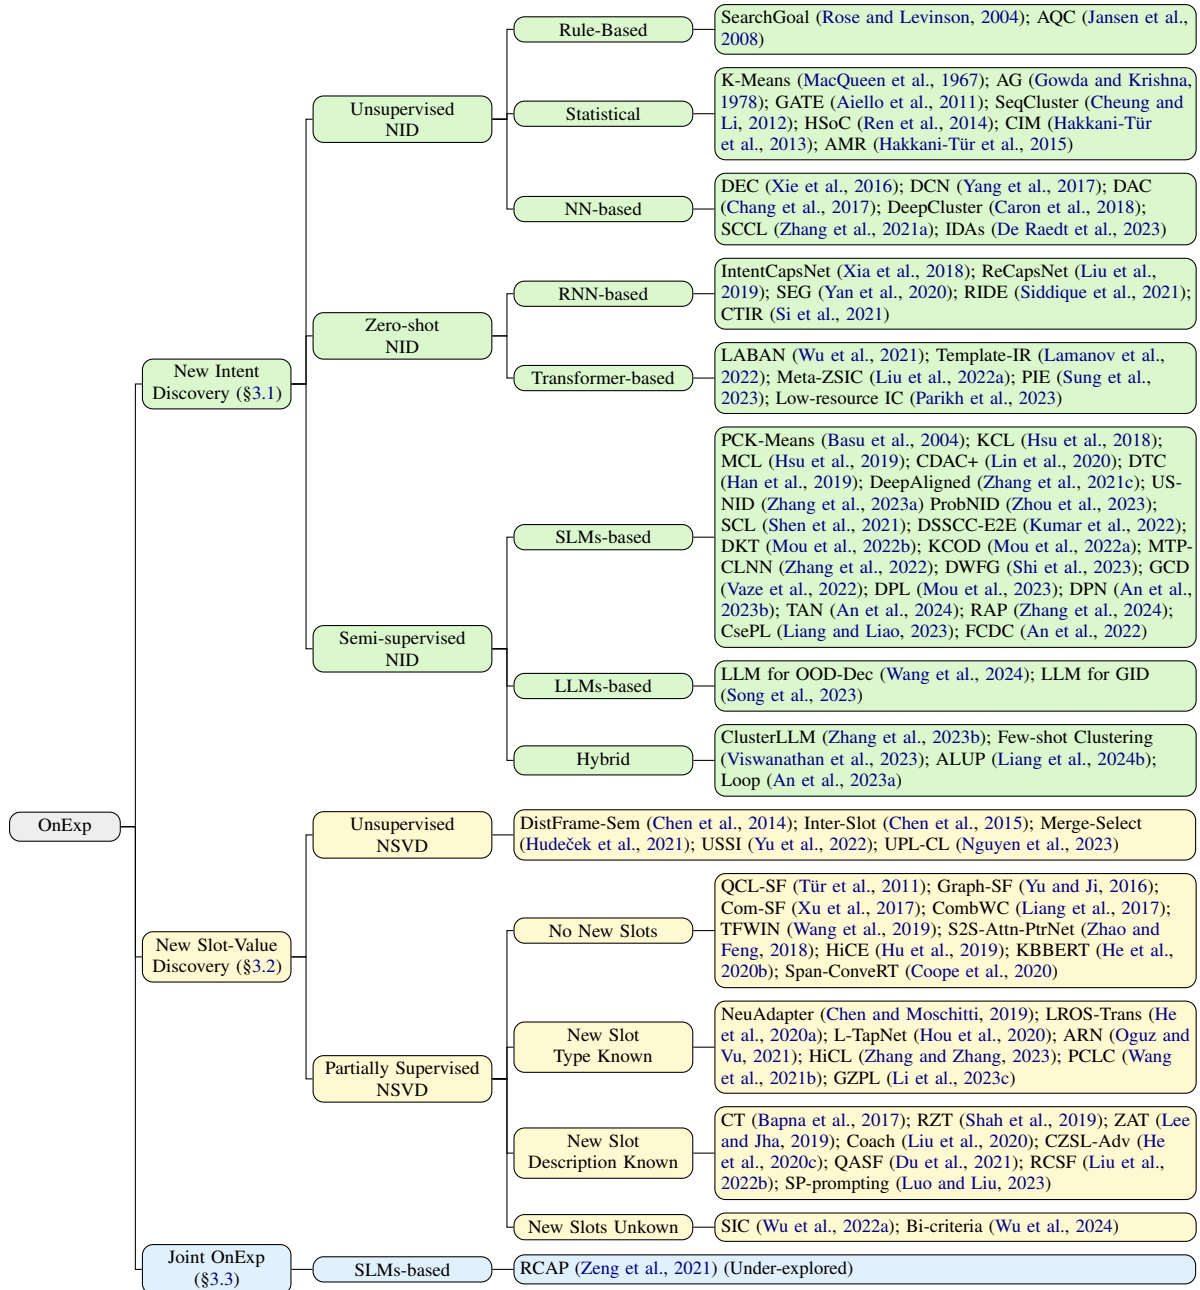 Rule-Based
SearchGoal (Rose and Levinson, 2004); AQC (Jansen et al.,
2008)
Unsupervised
NID
Statistical
K-Means (MacQueen et al., 1967); AG (Gowda and Krishna,
1978); GATE (Aiello et al., 2011); SeqCluster (Cheung and
Li, 2012); HSoC (Ren et al., 2014); CIM (Hakkani-Tür
et al., 2013); AMR (Hakkani-Tür et al., 2015)
NN-based
DEC (Xie et al., 2016); DCN (Yang et al., 2017); DAC
(Chang et al., 2017); DeepCluster (Caron et al., 2018);
SCCL (Zhang et al., 2021a); IDAs (De Raedt et al., 2023)
RNN-based
IntentCapsNet (Xia et al., 2018); ReCapsNet (Liu et al.,
2019); SEG (Yan et al., 2020); RIDE (Siddique et al., 2021);
CTIR (Si et al., 2021)
Zero-shot
NID
Transformer-based
LABAN (Wu et al., 2021); Template-IR (Lamanov et al.,
2022); Meta-ZSIC (Liu et al., 2022a); PIE (Sung et al.,
2023); Low-resource IC (Parikh et al., 2023)
New Intent
Discovery (§3.1)
SLMs-based
PCK-Means (Basu et al., 2004); KCL (Hsu et al., 2018);
MCL (Hsu et al., 2019); CDAC+ (Lin et al., 2020); DTC
(Han et al., 2019); DeepAligned (Zhang et al., 2021c); US-
NID (Zhang et al., 2023a) ProbNID (Zhou et al., 2023);
SCL (Shen et al., 2021); DSSCC-E2E (Kumar et al., 2022);
DKT (Mou et al., 2022b); KCOD (Mou et al., 2022a); MTP-
CLNN (Zhang et al., 2022); DWFG (Shi et al., 2023); GCD
(Vaze et al., 2022); DPL (Mou et al., 2023); DPN (An et al.,
2023b); TAN (An et al., 2024); RAP (Zhang et al., 2024);
CsePL (Liang and Liao, 2023); FCDC (An et al., 2022)
Semi-supervised
NID
LLMs-based
LLM for OOD-Dec (Wang et al., 2024); LLM for GID
(Song et al., 2023)
Hybrid
ClusterLLM (Zhang et al., 2023b); Few-shot Clustering
(Viswanathan et al., 2023); ALUP (Liang et al., 2024b);
Loop (An et al., 2023a)
OnExp
Unsupervised
NSVD
DistFrame-Sem (Chen et al., 2014); Inter-Slot (Chen et al., 2015); Merge-Select
(Hudeček et al., 2021); USSI (Yu et al., 2022); UPL-CL (Nguyen et al., 2023)
New Slot-Value
Discovery (§3.2)
No New Slots
QCL-SF (Tür et al., 2011); Graph-SF (Yu and Ji, 2016);
Com-SF (Xu et al., 2017); CombWC (Liang et al., 2017);
TFWIN (Wang et al., 2019); S2S-Attn-PtrNet (Zhao and
Feng, 2018); HiCE (Hu et al., 2019); KBBERT (He et al.,
2020b); Span-ConveRT (Coope et al., 2020)
New Slot
Type Known
NeuAdapter (Chen and Moschitti, 2019); LROS-Trans (He
et al., 2020a); L-TapNet (Hou et al., 2020); ARN (Oguz and
Vu, 2021); HiCL (Zhang and Zhang, 2023); PCLC (Wang
et al., 2021b); GZPL (Li et al., 2023c)
Partially Supervised
NSVD
New Slot
Description Known
CT (Bapna et al., 2017); RZT (Shah et al., 2019); ZAT (Lee
and Jha, 2019); Coach (Liu et al., 2020); CZSL-Adv (He
et al., 2020c); QASF (Du et al., 2021); RCSF (Liu et al.,
2022b); SP-prompting (Luo and Liu, 2023)
New Slots Unkown
SIC (Wu et al., 2022a); Bi-criteria (Wu et al., 2024)
Joint OnExp
(§3.3)
SLMs-based
RCAP (Zeng et al., 2021) (Under-explored)